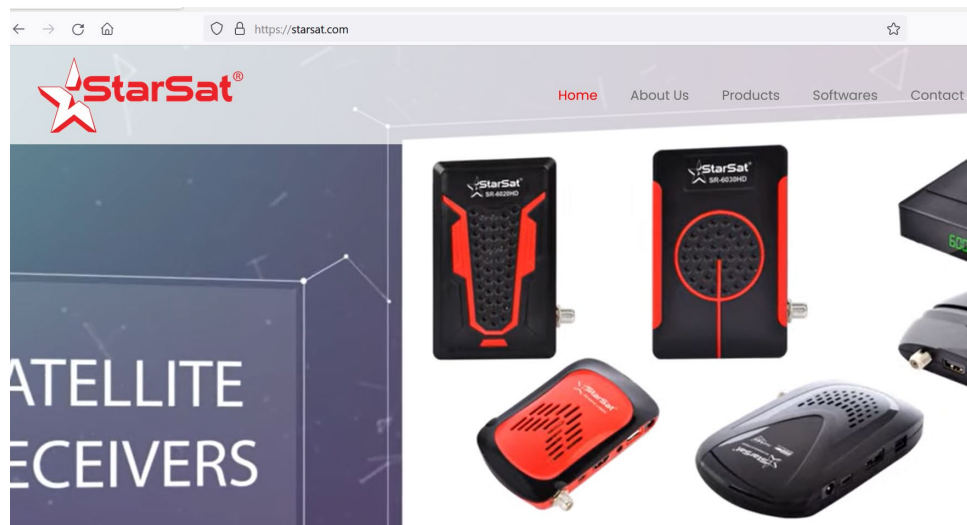 https://starsat.com
StarSat®
Home About Us Products Softwares Contact
StarSat
SR-6020HD
StarSat
SR-6030HD
ATELLITE
ECEIVERS
StarSat
StarSat